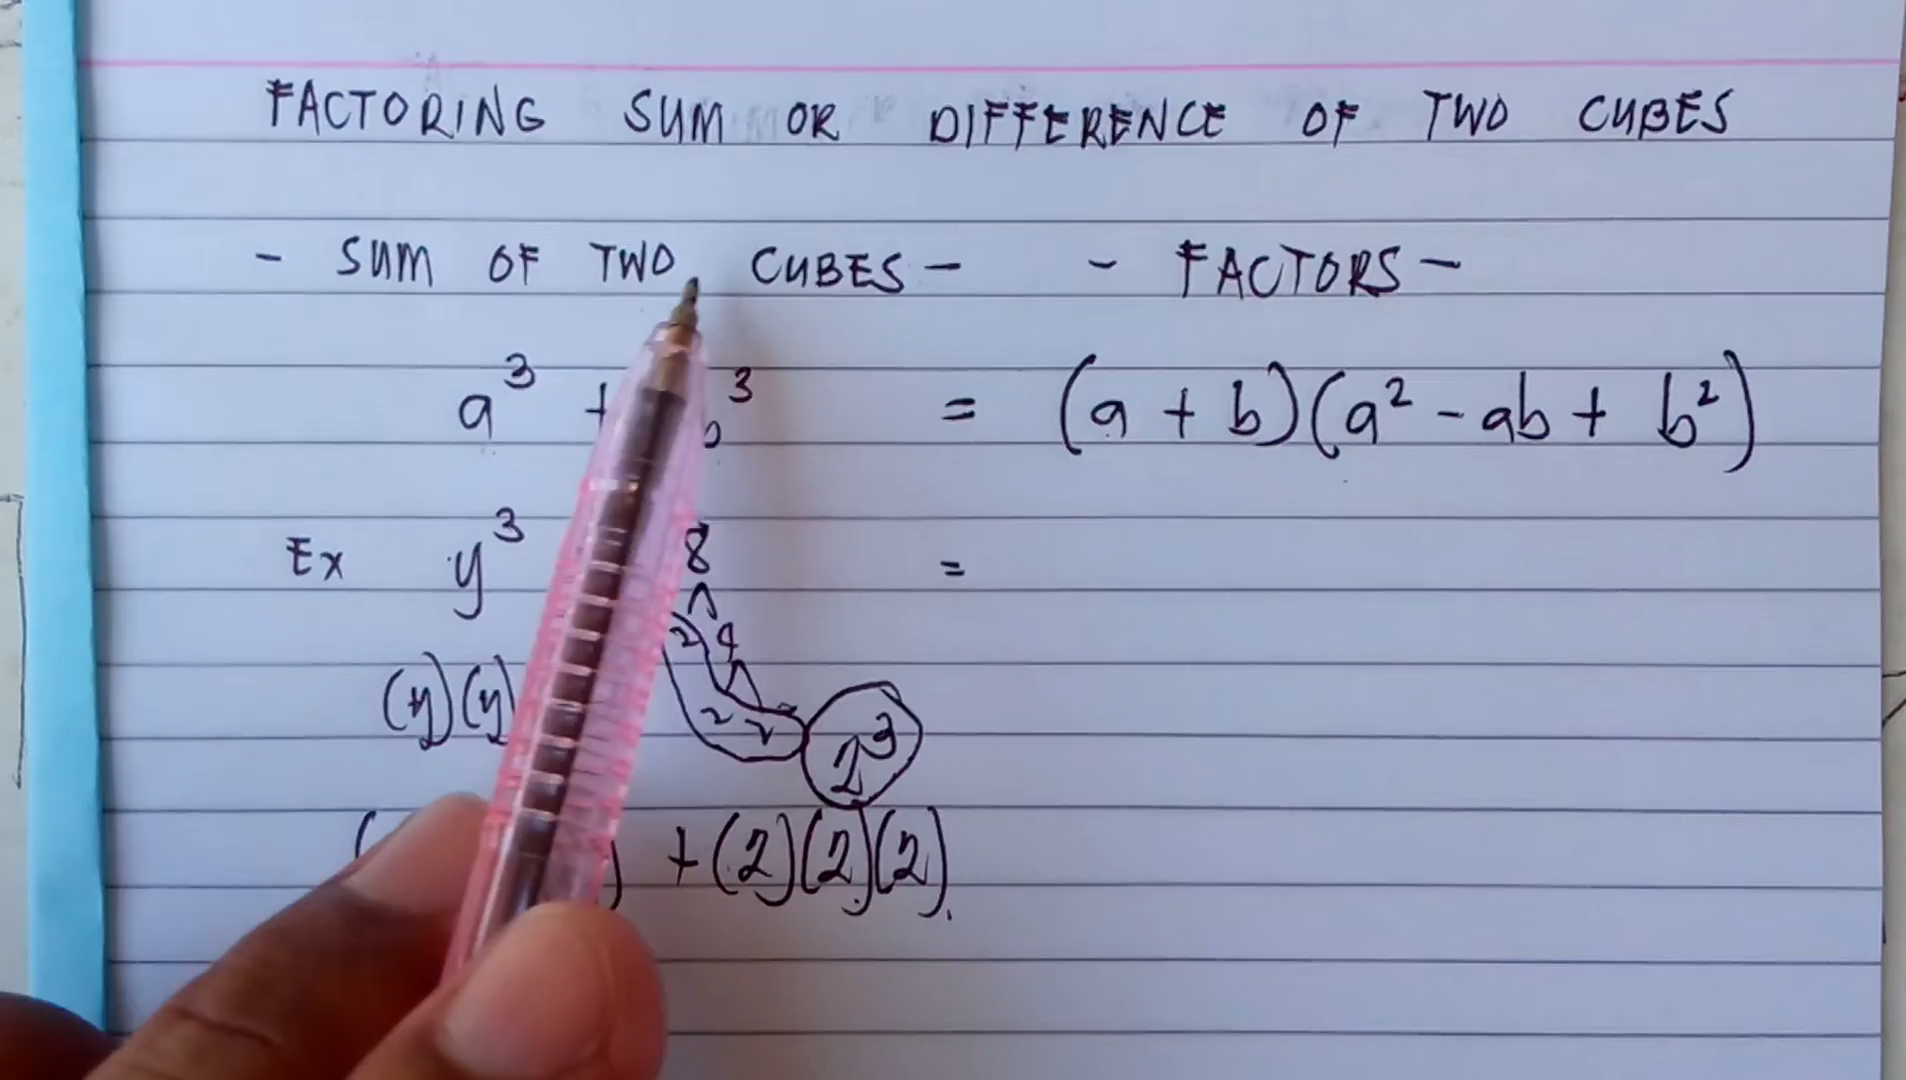 FACTORING SUM OR DIFFERENCE OF TWO CUBES
- SUM OF TWO CUBES - - FACTORS -
a³ + b³ = (a + b)(a² - ab + b²)
Ex y³ 8 =
2 4
(y)(y)
2 2 2³
+ (2)(2)(2)